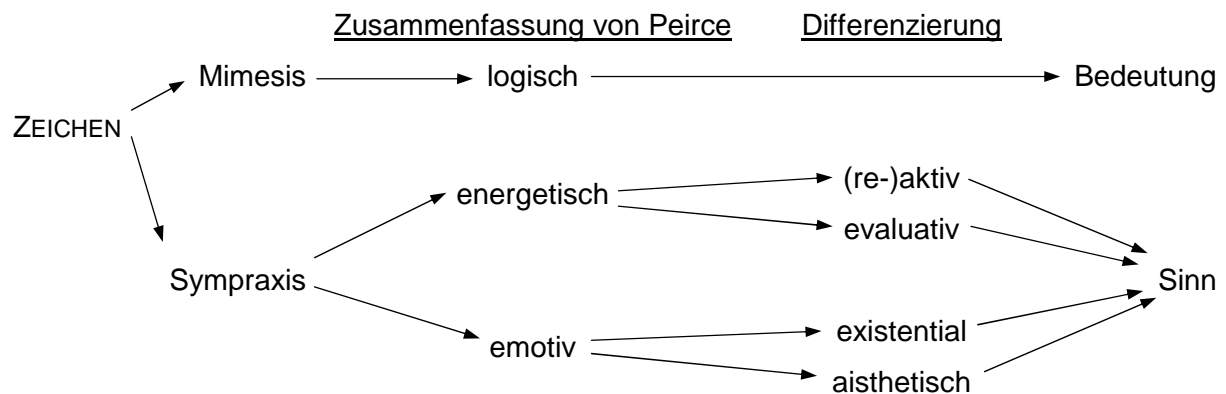 Zusammenfassung von Peirce Differenzierung
Mimesis logisch Bedeutung
ZEICHEN
(re-)aktiv
energetisch
evaluativ
Sympraxis Sinn
existential
emotiv
aisthetisch